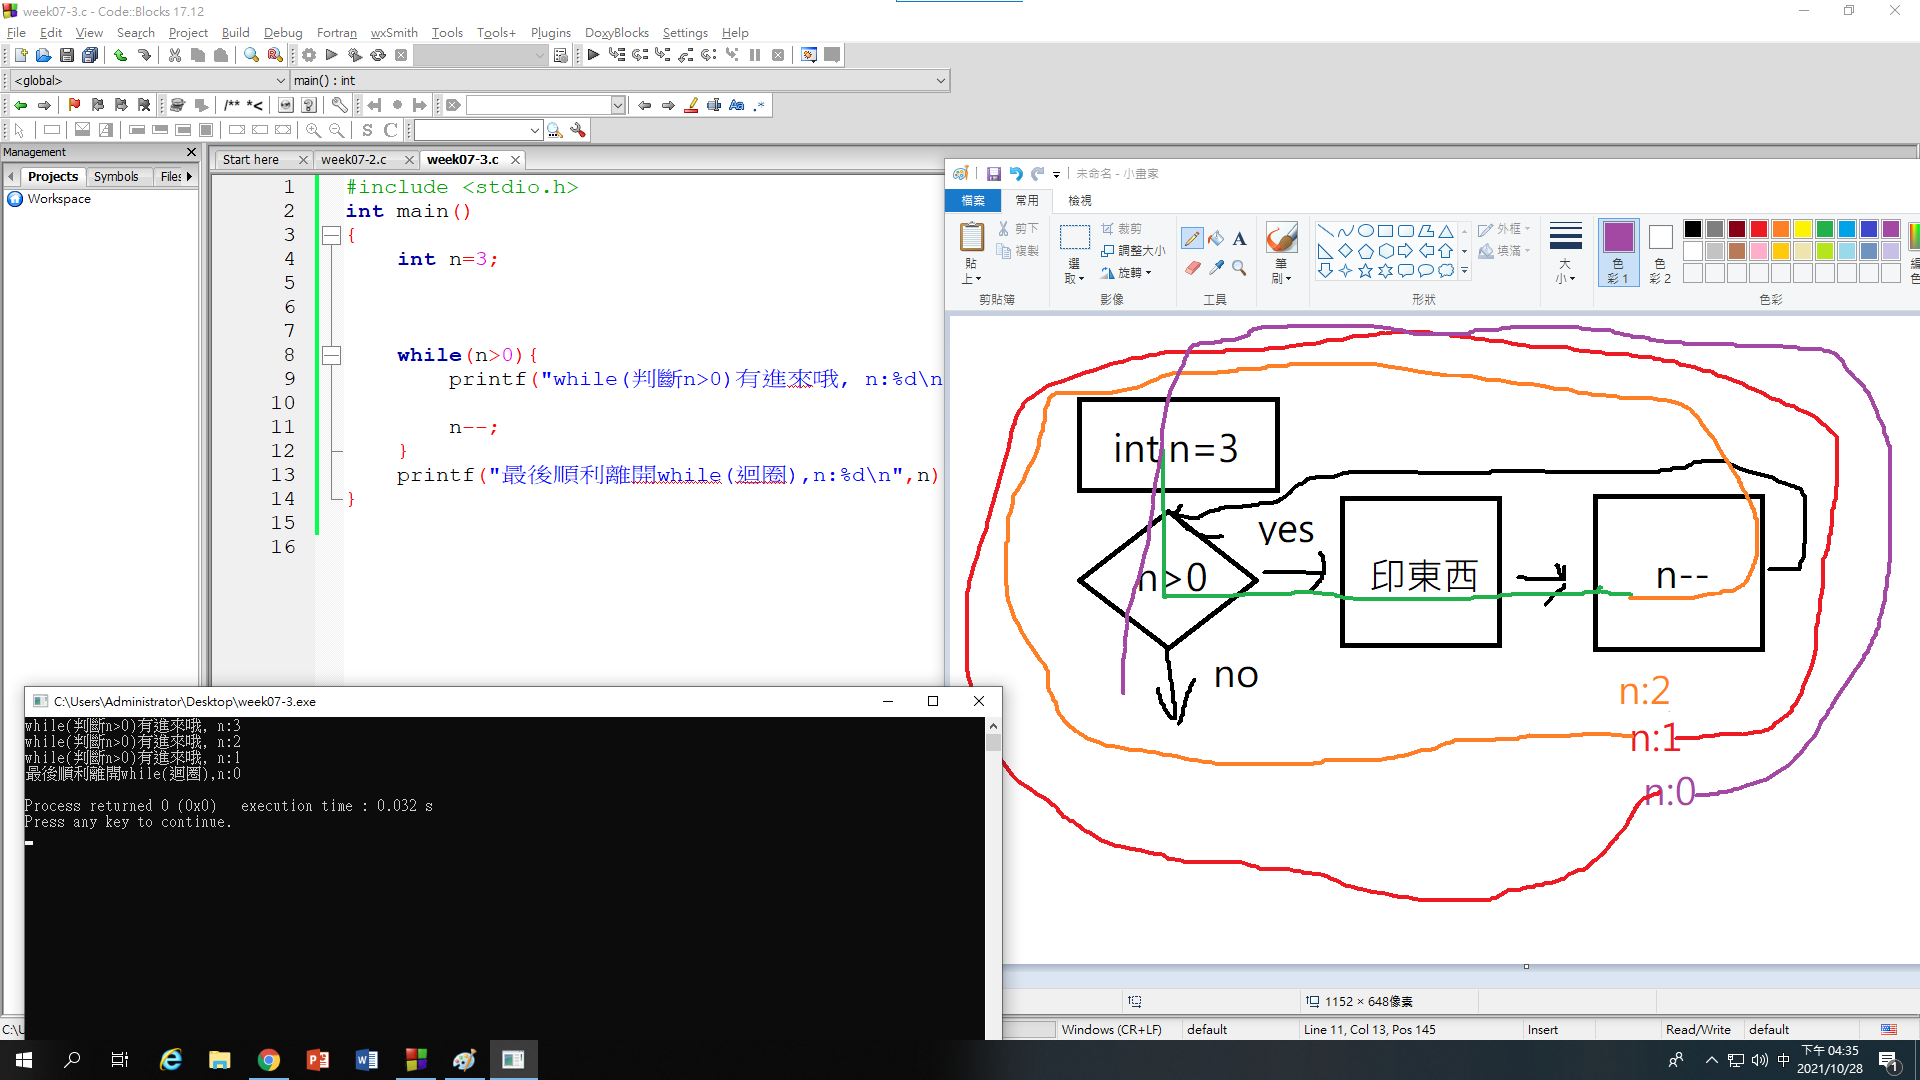 week07-3.c - Code::Blocks 17.12
File Edit View Search Project Build Debug Fortran wxSmith Tools Tools+ Plugins DoxyBlocks Settings Help
<global> main() : int
/** *< Aa .*
S C
Management
Projects Symbols Files
Workspace
Start here week07-2.c week07-3.c
1 #include <stdio.h>
2 int main()
3 {
4 int n=3;
5
6
7
8 while(n>0){
9 printf("while(判斷n>0)有進來哦, n:%d\n
10
11 n--;
12 }
13 printf("最後順利離開while(迴圈),n:%d\n",n)
14 }
15
16
未命名 - 小畫家
檔案 常用 檢視
貼上 剪下 複製 剪貼簿
選取 裁剪 調整大小 旋轉 影像
A 工具
筆刷
外框 填滿 形狀
大小
色彩 1 色彩 2 色彩
int n=3
n>0
yes
印東西
n--
no
n:2
n:1
n:0
1152 × 648像素
C:\Users\Administrator\Desktop\week07-3.exe
while(判斷n>0)有進來哦, n:3
while(判斷n>0)有進來哦, n:2
while(判斷n>0)有進來哦, n:1
最後順利離開while(迴圈),n:0
Process returned 0 (0x0) execution time : 0.032 s
Press any key to continue.
C:\U Windows (CR+LF) default Line 11, Col 13, Pos 145 Insert Read/Write default
中 下午 04:35
2021/10/28
1